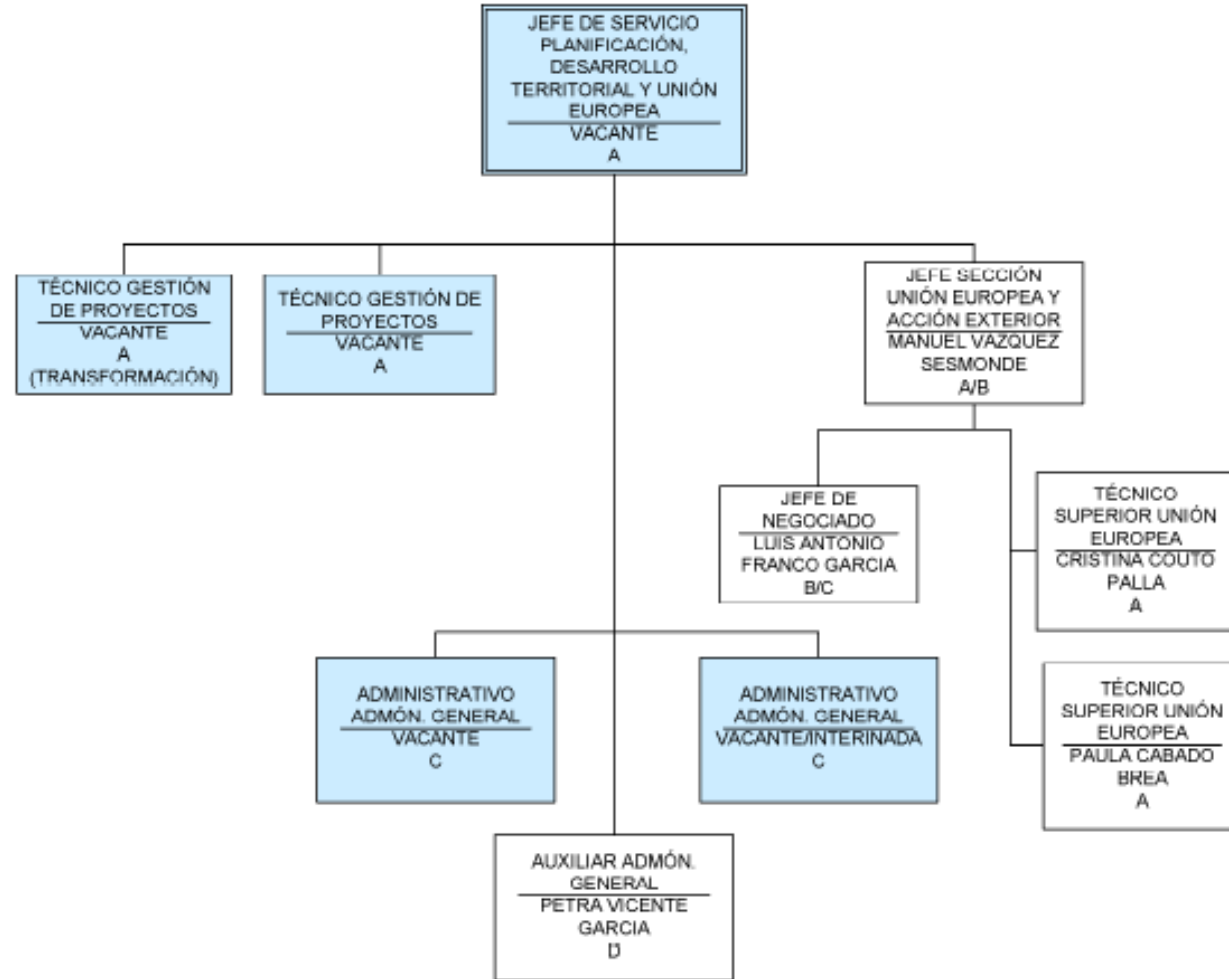 JEFE DE SERVICIO
PLANIFICACIÓN,
DESARROLLO
TERRITORIAL Y UNIÓN
EUROPEA
VACANTE
A
TÉCNICO GESTIÓN
DE PROYECTOS
VACANTE
A
(TRANSFORMACIÓN)
TÉCNICO GESTIÓN DE
PROYECTOS
VACANTE
A
JEFE SECCIÓN
UNIÓN EUROPEA Y
ACCIÓN EXTERIOR
MANUEL VAZQUEZ
SESMONDE
A/B
JEFE DE
NEGOCIADO
LUIS ANTONIO
FRANCO GARCIA
B/C
TÉCNICO
SUPERIOR UNIÓN
EUROPEA
CRISTINA COUTO
PALLA
A
TÉCNICO
SUPERIOR UNIÓN
EUROPEA
PAULA CABADO
BREA
A
ADMINISTRATIVO
ADMÓN. GENERAL
VACANTE
C
ADMINISTRATIVO
ADMÓN. GENERAL
VACANTE/INTERINADA
C
AUXILIAR ADMÓN.
GENERAL
PETRA VICENTE
GARCIA
D